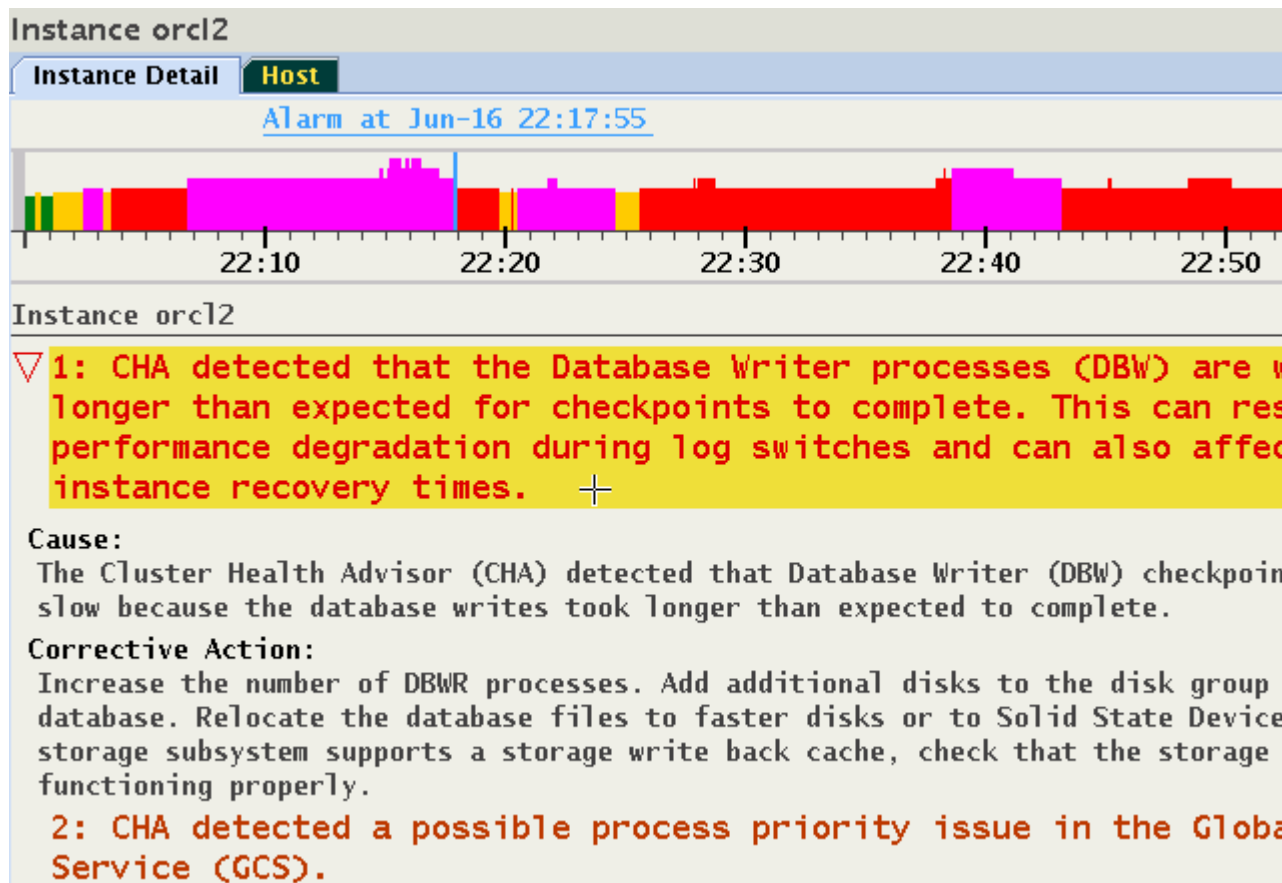 Instance orcl2
Instance Detail Host
Alarm at Jun-16 22:17:55
22:10 22:20 22:30 22:40 22:50
Instance orcl2
1: CHA detected that the Database Writer processes (DBW) are
longer than expected for checkpoints to complete. This can
performance degradation during log switches and can also
instance recovery times.
Cause:
The Cluster Health Advisor (CHA) detected that Database Writer (DBW)
slow because the database writes took longer than expected to complete.
Corrective Action:
Increase the number of DBWR processes. Add additional disks to the disk group
database. Relocate the database files to faster disks or to Solid State Device
storage subsystem supports a storage write back cache, check that the storage
functioning properly.
2: CHA detected a possible process priority issue in the
Service (GCS).